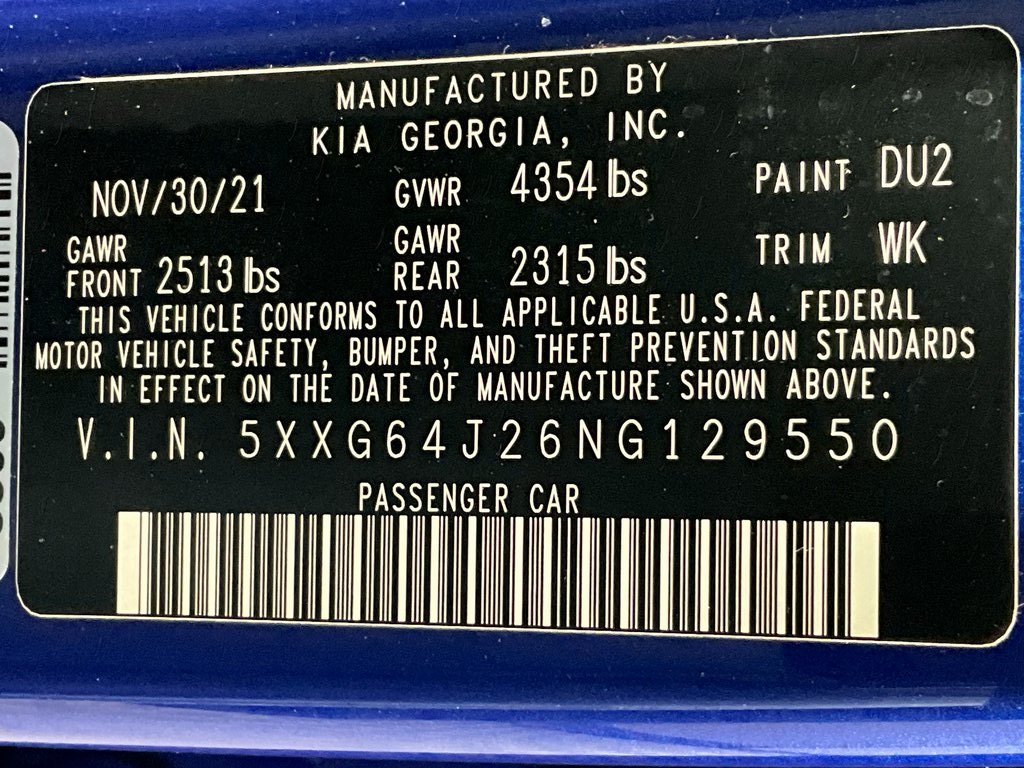 MANUFACTURED BY
KIA GEORGIA, INC.
NOV/30/21 GVWR 4354 lbs PAINT DU2
GAWR FRONT 2513 lbs GAWR REAR 2315 lbs TRIM WK
THIS VEHICLE CONFORMS TO ALL APPLICABLE U.S.A. FEDERAL
MOTOR VEHICLE SAFETY, BUMPER, AND THEFT PREVENTION STANDARDS
IN EFFECT ON THE DATE OF MANUFACTURE SHOWN ABOVE.
V.I.N. 5XXG64J26NG129550
PASSENGER CAR